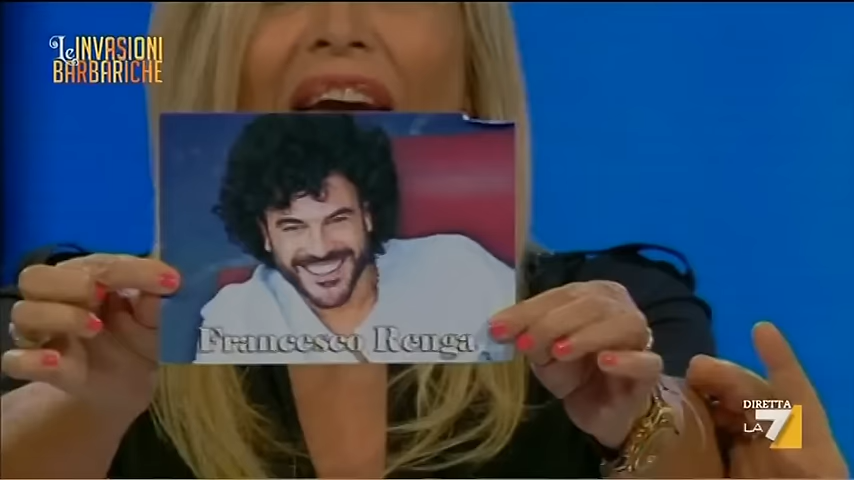 Le INVASIONI
BARBARICHE
Francesco Renga
DIRETTA
LA7